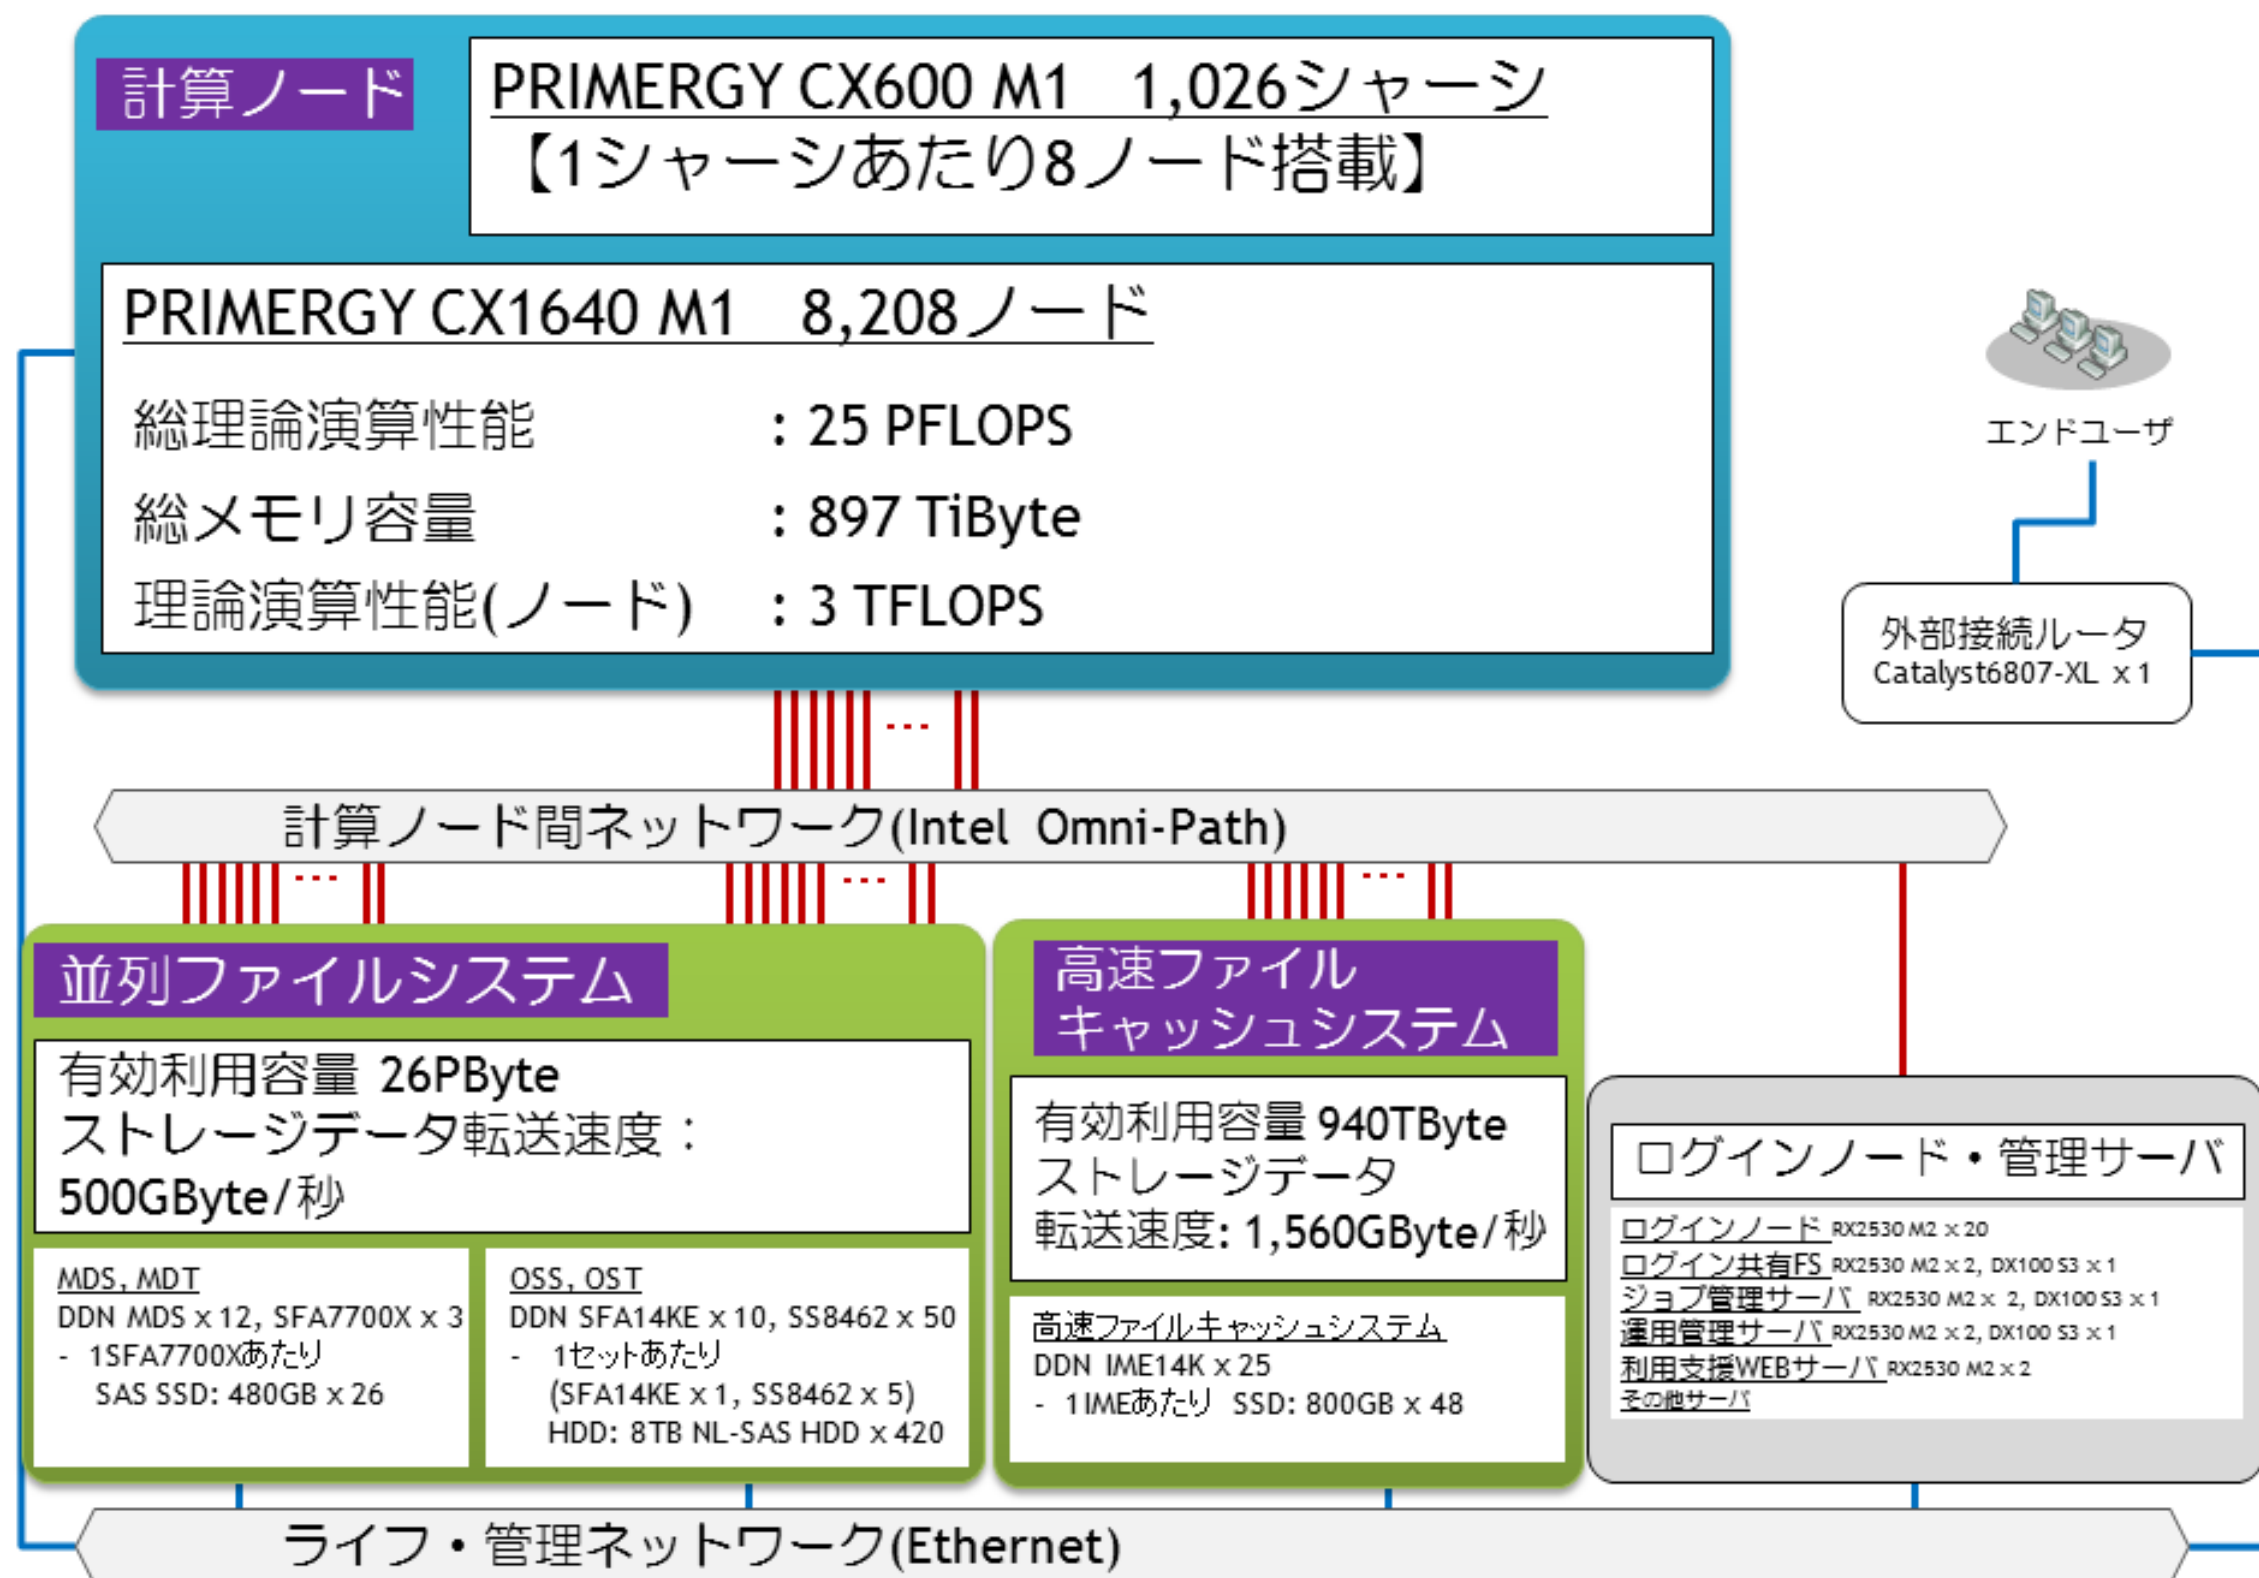 計算ノード
PRIMERGY CX600 M1　1,026シャーシ
【1シャーシあたり8ノード搭載】
PRIMERGY CX1640 M1　8,208ノード
総理論演算性能　: 25 PFLOPS
総メモリ容量　: 897 TiByte
理論演算性能(ノード)　: 3 TFLOPS
エンドユーザ
外部接続ルータ
Catalyst6807-XL x 1
...
計算ノード間ネットワーク(Intel Omni-Path)
... ... ...
並列ファイルシステム
有効利用容量 26PByte
ストレージデータ転送速度：
500GByte/秒
MDS, MDT
DDN MDS x 12, SFA7700X x 3
- 1SFA7700Xあたり
SAS SSD: 480GB x 26
OSS, OST
DDN SFA14KE x 10, SS8462 x 50
- 1セットあたり
(SFA14KE x 1, SS8462 x 5)
HDD: 8TB NL-SAS HDD x 420
高速ファイル
キャッシュシステム
有効利用容量 940TByte
ストレージデータ
転送速度: 1,560GByte/秒
高速ファイルキャッシュシステム
DDN IME14K x 25
- 1IMEあたり SSD: 800GB x 48
ログインノード・管理サーバ
ログインノード RX2530 M2 x 20
ログイン共有FS RX2530 M2 x 2, DX100 S3 x 1
ジョブ管理サーバ RX2530 M2 x 2, DX100 S3 x 1
運用管理サーバ RX2530 M2 x 2, DX100 S3 x 1
利用支援WEBサーバ RX2530 M2 x 2
その他サーバ
ライフ・管理ネットワーク(Ethernet)